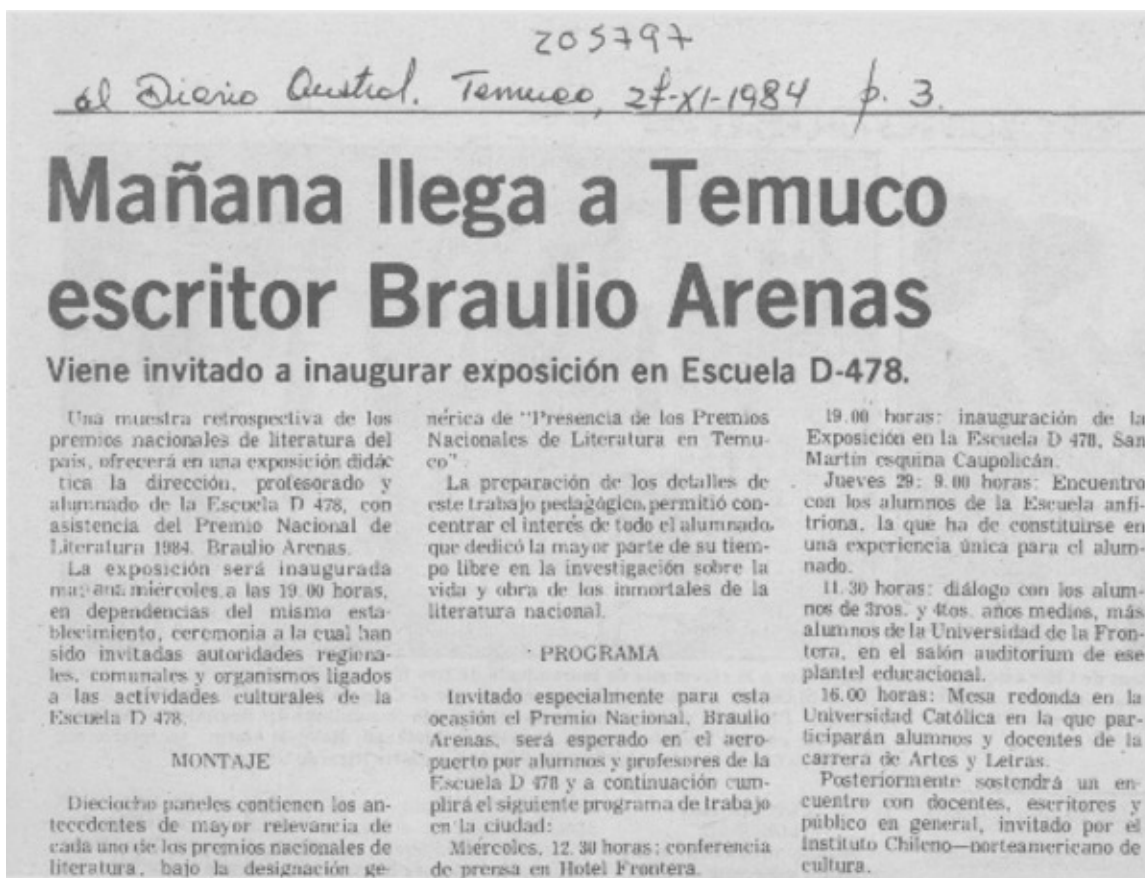 205797
el Diario Austral. Temuco, 27-XI-1984 p. 3.
Mañana llega a Temuco
escritor Braulio Arenas
Viene invitado a inaugurar exposición en Escuela D-478.
Una muestra retrospectiva de los
premios nacionales de literatura del
país, ofrecerá en una exposición didác
tica la dirección, profesorado y
alumnado de la Escuela D 478, con
asistencia del Premio Nacional de
Literatura 1984. Braulio Arenas.
La exposición será inaugurada
miércoles a las 19.00 horas,
en dependencias del mismo esta-
blecimiento, ceremonia a la cual han
sido invitadas autoridades regiona-
les, comunales y organismos ligados
a las actividades culturales de la
Escuela D 478.
MONTAJE
Dieciocho paneles contienen los an-
tecedentes de mayor relevancia de
cada uno de los premios nacionales de
literatura, bajo la designación ge-
nérica de "Presencia de los Premios
Nacionales de Literatura en Temu-
co".
La preparación de los detalles de
este trabajo pedagógico, permitió con-
centrar el interés de todo el alumnado,
que dedicó la mayor parte de su tiem-
po libre en la investigación sobre la
vida y obra de los inmortales de la
literatura nacional.
PROGRAMA
Invitado especialmente para esta
ocasión el Premio Nacional, Braulio
Arenas, será esperado en el aero-
puerto por alumnos y profesores de la
Escuela D 478 y a continuación cum-
plirá el siguiente programa de trabajo
en la ciudad:
Miércoles, 12.30 horas: conferencia
de prensa en Hotel Frontera.
19.00 horas: inauguración de la
Exposición en la Escuela D 478, San
Martín esquina Caupolicán.
Jueves 29: 9.00 horas: Encuentro
con los alumnos de la Escuela anfi-
triona, la que ha de constituirse en
una experiencia única para el alum-
nado.
11.30 horas: diálogo con los alum-
nos de 3ros. y 4tos. años medios, más
alumnos de la Universidad de la Fron-
tera, en el salón auditorium de ese
plantel educacional.
16.00 horas: Mesa redonda en la
Universidad Católica en la que par-
ticiparán alumnos y docentes de la
carrera de Artes y Letras.
Posteriormente sostendrá un en-
cuentro con docentes, escritores y
público en general, invitado por el
Instituto Chileno—norteamericano de
cultura.